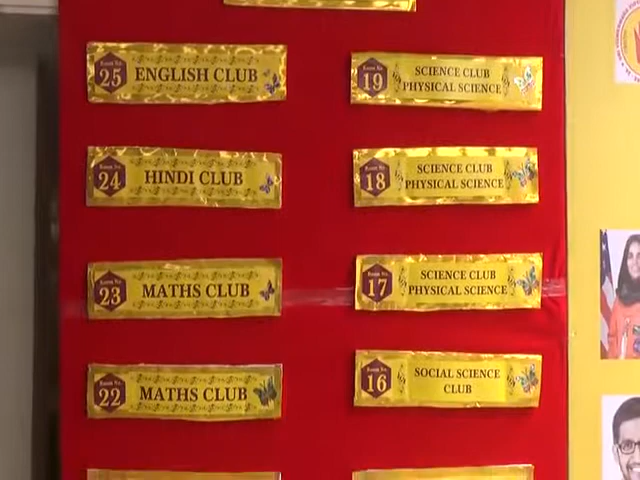 Room No.
25
ENGLISH CLUB
Room No.
19
SCIENCE CLUB
PHYSICAL SCIENCE
Room No.
24
HINDI CLUB
Room No.
18
SCIENCE CLUB
PHYSICAL SCIENCE
Room No.
23
MATHS CLUB
Room No.
17
SCIENCE CLUB
PHYSICAL SCIENCE
Room No.
22
MATHS CLUB
Room No.
16
SOCIAL SCIENCE
CLUB